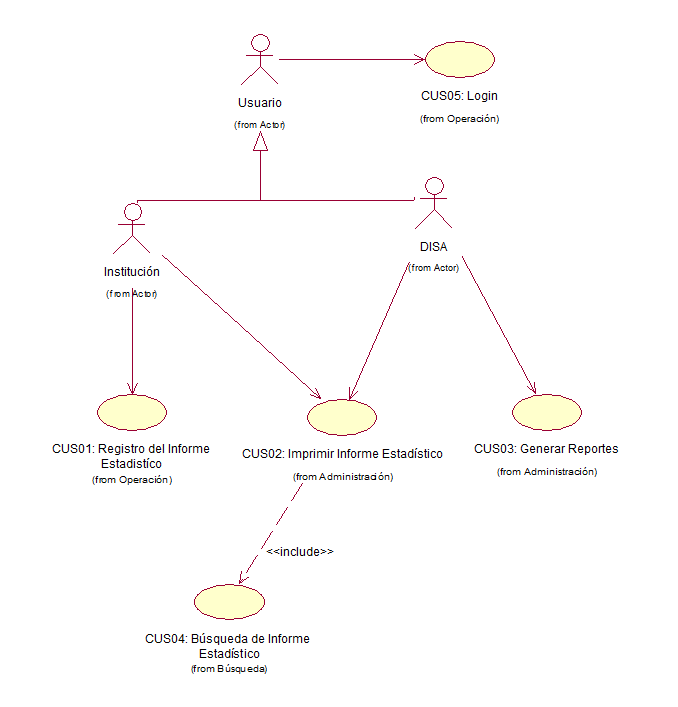 Usuario
(from Actor)
CUS05: Login
(from Operación)
Institución
(from Actor)
DISA
(from Actor)
CUS01: Registro del Informe
Estadistíco
(from Operación)
CUS02: Imprimir Informe Estadístico
(from Administración)
CUS03: Generar Reportes
(from Administración)
<<include>>
CUS04: Búsqueda de Informe
Estadístico
(from Búsqueda)